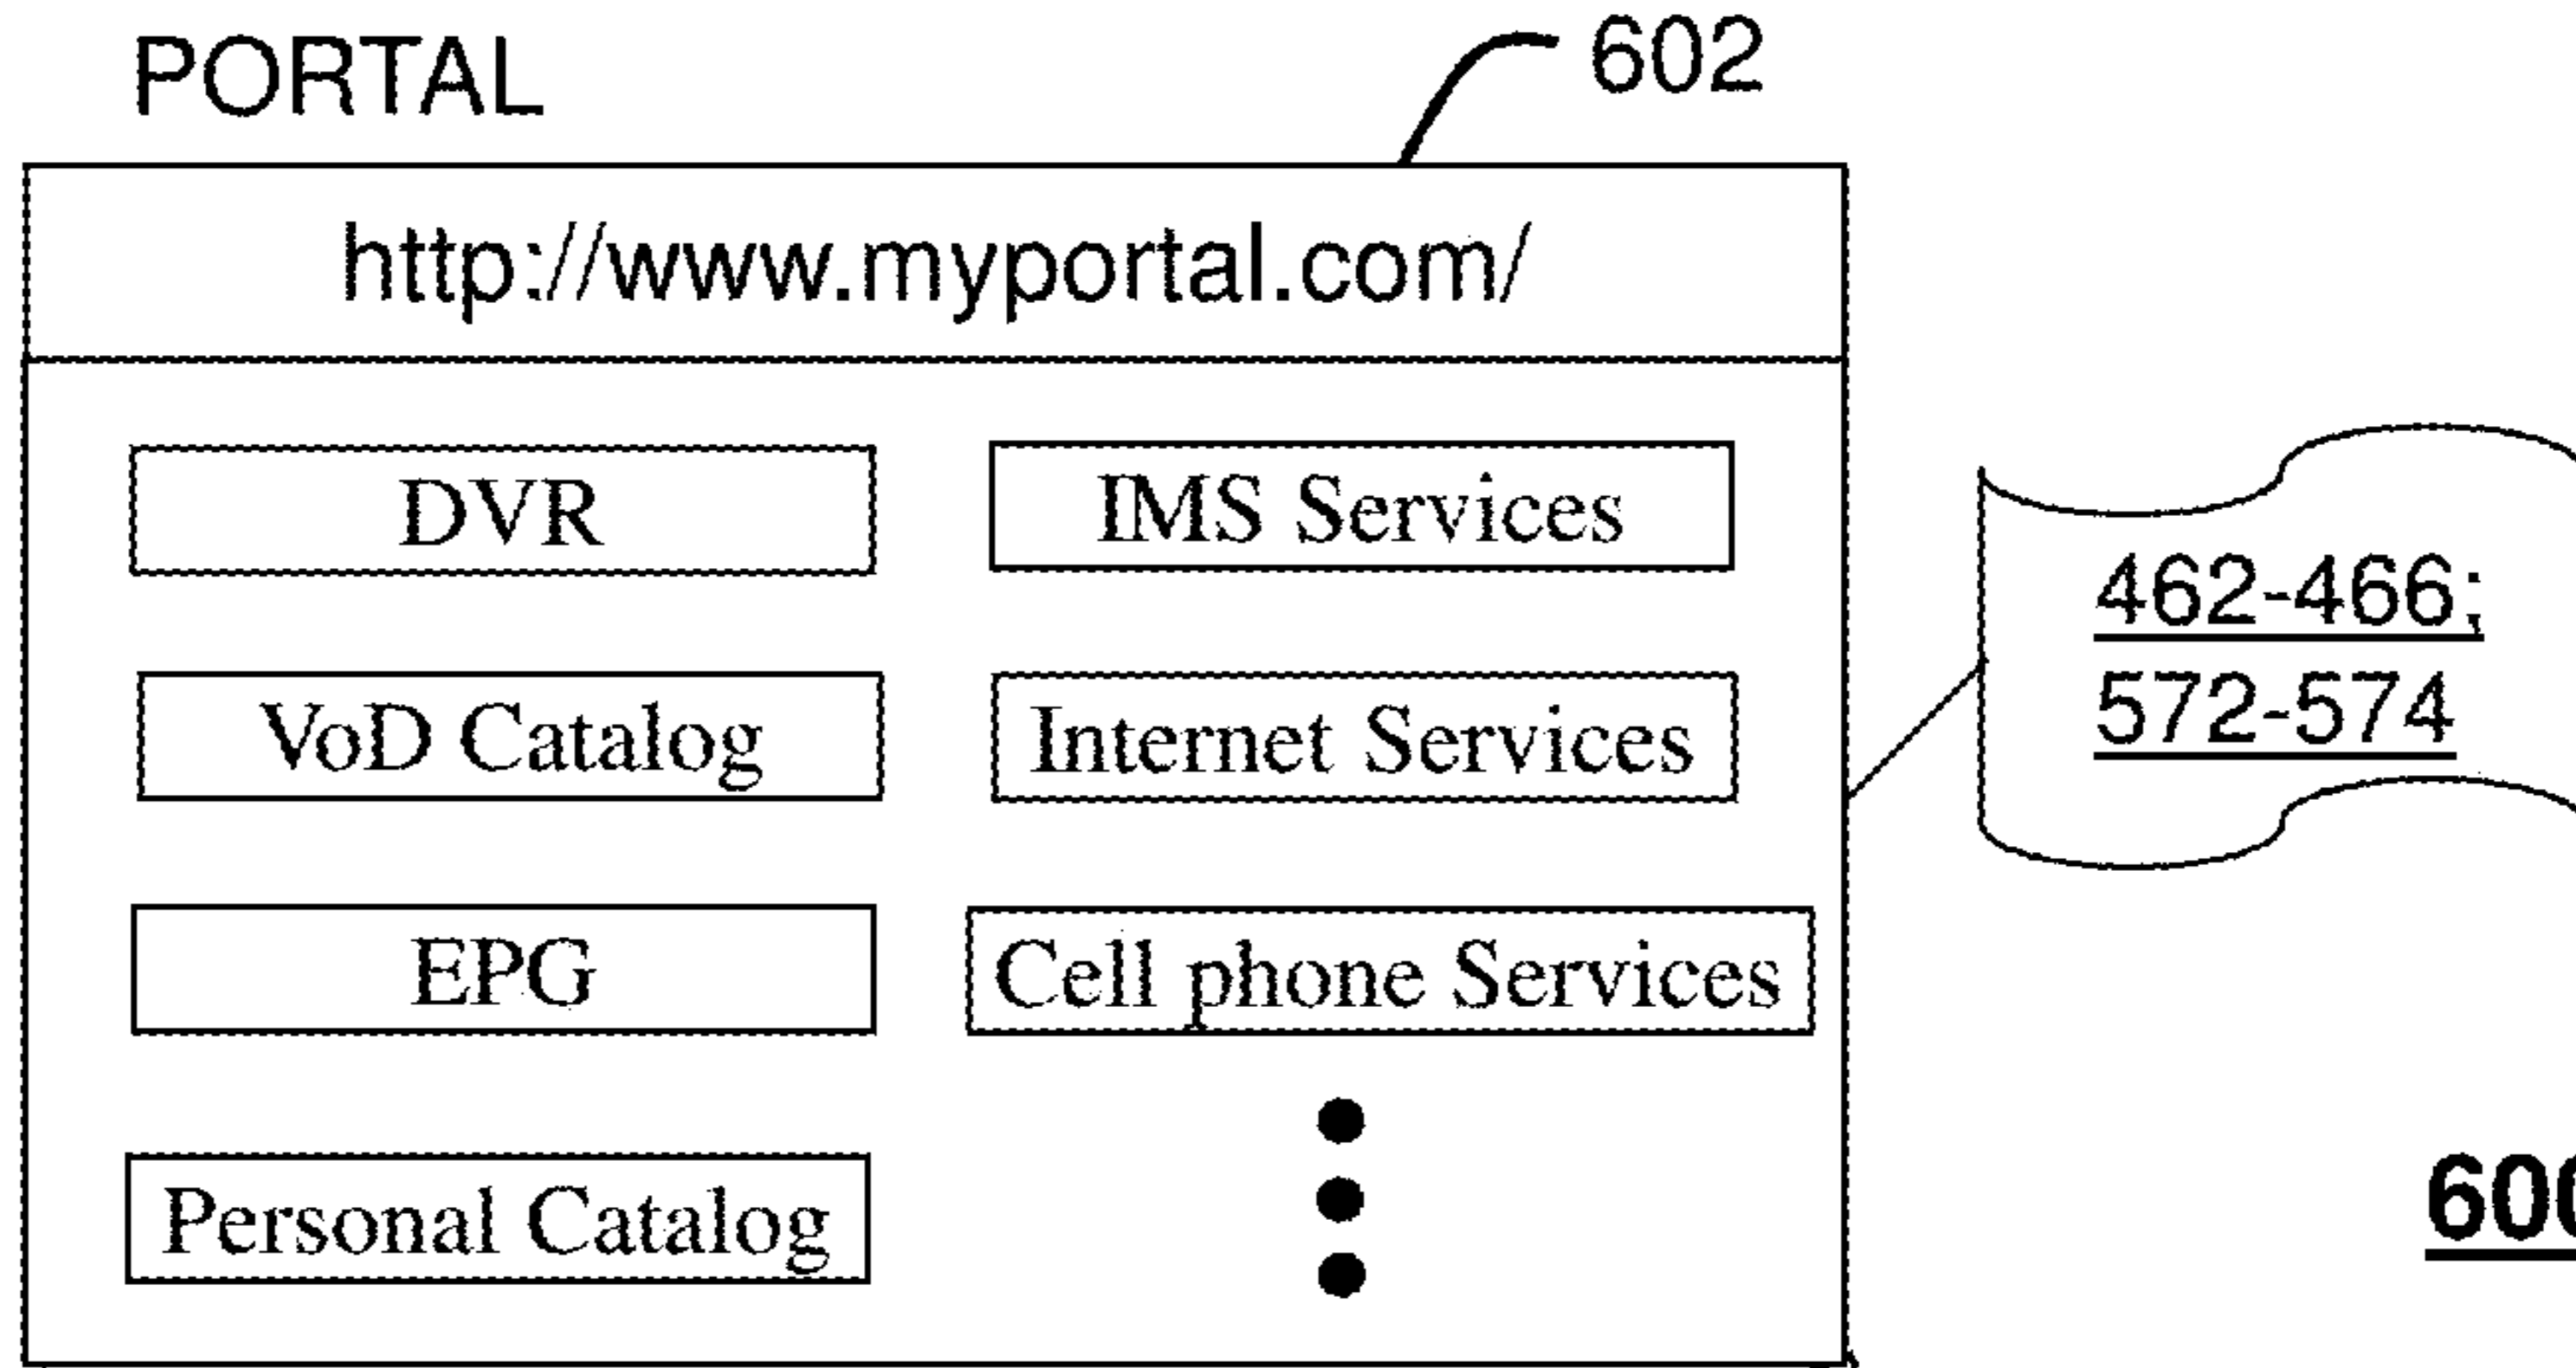 PORTAL
602
http://www.myportal.com/
DVR
IMS Services
VoD Catalog
Internet Services
EPG
Cell phone Services
Personal Catalog
462-466;
572-574
600